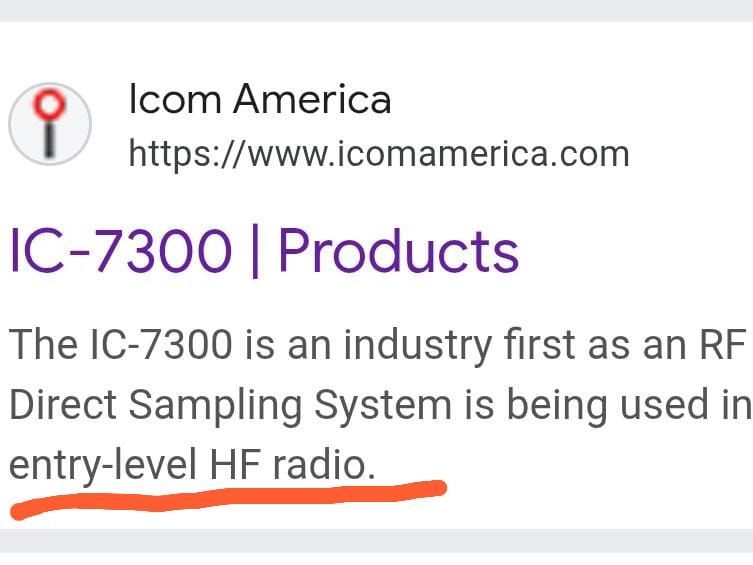 Icom America
https://www.icomamerica.com
IC-7300 | Products
The IC-7300 is an industry first as an RF
Direct Sampling System is being used in
entry-level HF radio.